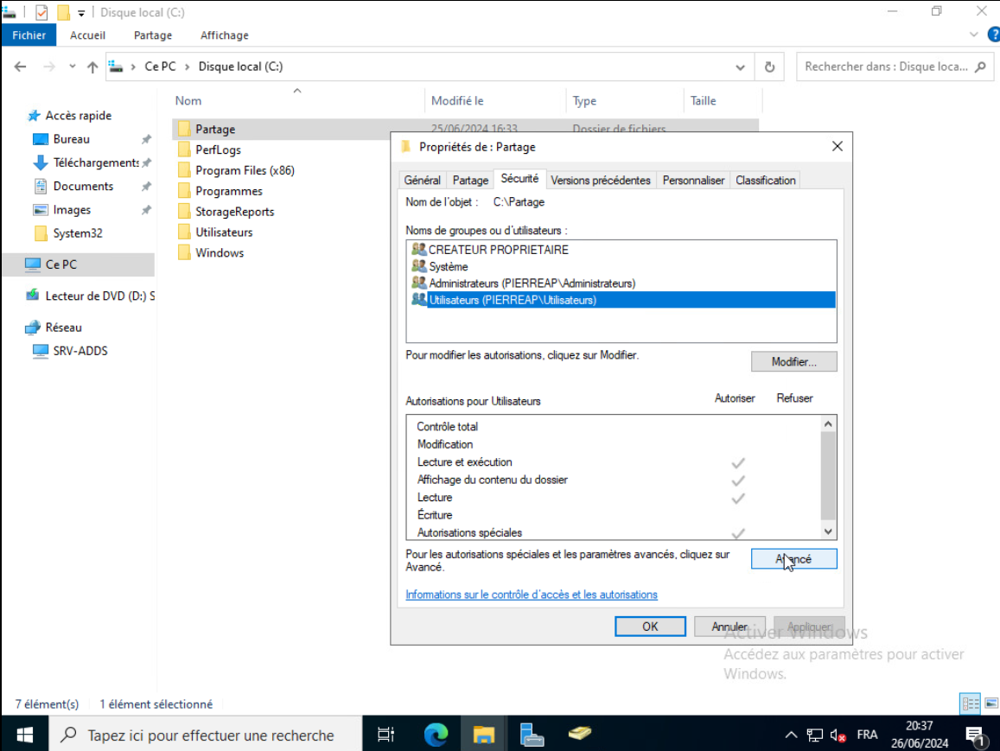 Disque local (C:)
Fichier Accueil Partage Affichage
Ce PC Disque local (C:)
Rechercher dans : Disque loca...
Nom Modifié le Type Taille
Accès rapide
Bureau
Téléchargements
Documents
Images
System32
Ce PC
Lecteur de DVD (D:) S
Réseau
SRV-ADDS
Partage 25/06/2024 16:33 Dossier de fichiers
PerfLogs
Program Files (x86)
Programmes
StorageReports
Utilisateurs
Windows
Propriétés de : Partage
Général Partage Sécurité Versions précédentes Personnaliser Classification
Nom de l'objet : C:\Partage
Noms de groupes ou d'utilisateurs :
CREATEUR PROPRIETAIRE
Système
Administrateurs (PIERREAP\Administrateurs)
Utilisateurs (PIERREAP\Utilisateurs)
Pour modifier les autorisations, cliquez sur Modifier.
Modifier...
Autorisations pour Utilisateurs Autoriser Refuser
Contrôle total
Modification
Lecture et exécution
Affichage du contenu du dossier
Lecture
Écriture
Autorisations spéciales
Pour les autorisations spéciales et les paramètres avancés, cliquez sur
Avancé.
Avancé
Informations sur le contrôle d'accès et les autorisations
OK Annuler Appliquer
Activer Windows
Accédez aux paramètres pour activer
Windows.
7 élément(s) 1 élément sélectionné
Tapez ici pour effectuer une recherche
FRA
20:37
26/06/2024
1